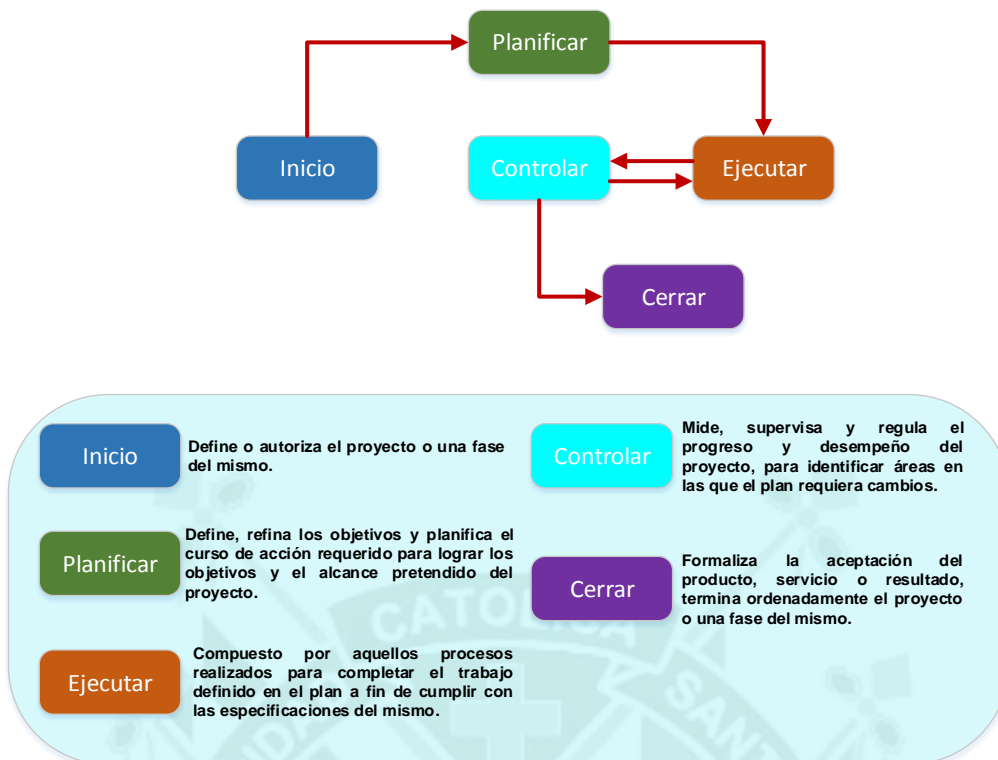 Planificar
Inicio
Controlar
Ejecutar
Cerrar
Inicio
Define o autoriza el proyecto o una fase
del mismo.
Planificar
Define, refina los objetivos y planifica el
curso de acción requerido para lograr los
objetivos y el alcance pretendido del
proyecto.
Ejecutar
Compuesto por aquellos procesos
realizados para completar el trabajo
definido en el plan a fin de cumplir con
las especificaciones del mismo.
Controlar
Mide, supervisa y regula el
progreso y desempeño del
proyecto, para identificar áreas en
las que el plan requiera cambios.
Cerrar
Formaliza la aceptación del
producto, servicio o resultado,
termina ordenadamente el proyecto
o una fase del mismo.
CATOLICA